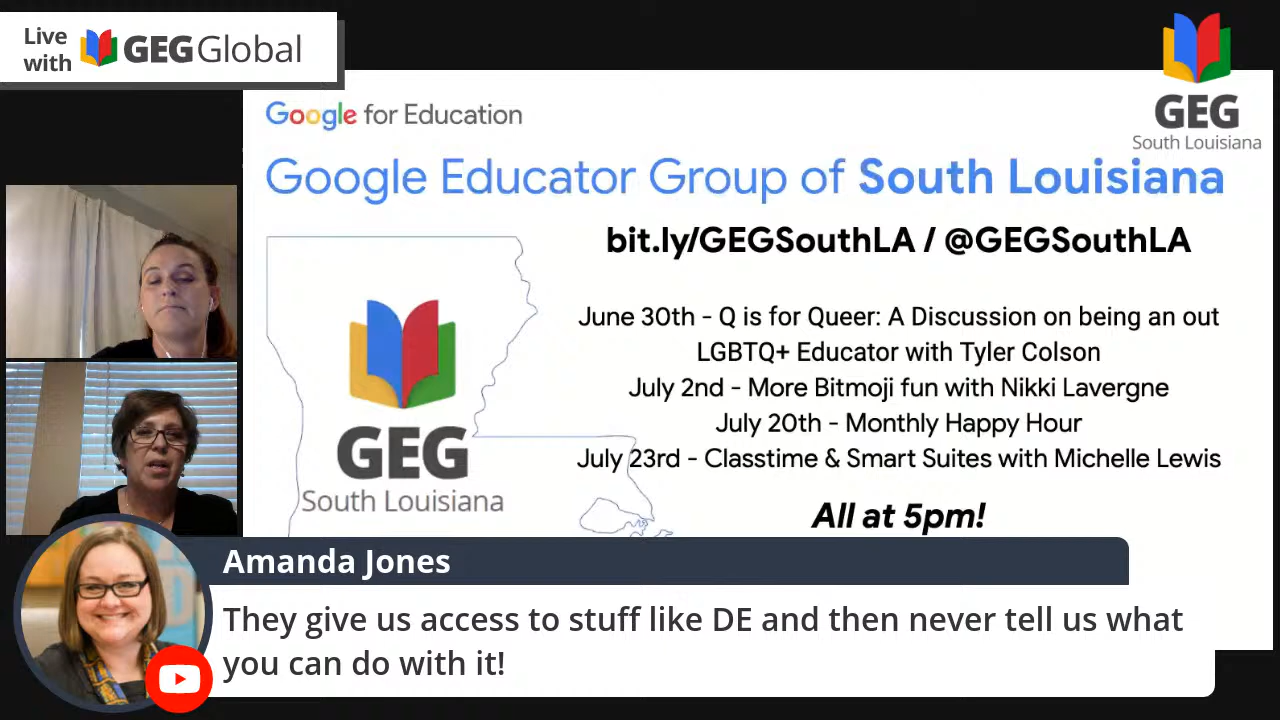 Live
with
GEG Global
GEG
South Louisiana
Google for Education
Google Educator Group of South Louisiana
bit.ly/GEGSouthLA / @GEGSouthLA
June 30th - Q is for Queer: A Discussion on being an out
LGBTQ+ Educator with Tyler Colson
July 2nd - More Bitmoji fun with Nikki Lavergne
July 20th - Monthly Happy Hour
July 23rd - Classtime & Smart Suites with Michelle Lewis
All at 5pm!
GEG
South Louisiana
Amanda Jones
They give us access to stuff like DE and then never tell us what
you can do with it!